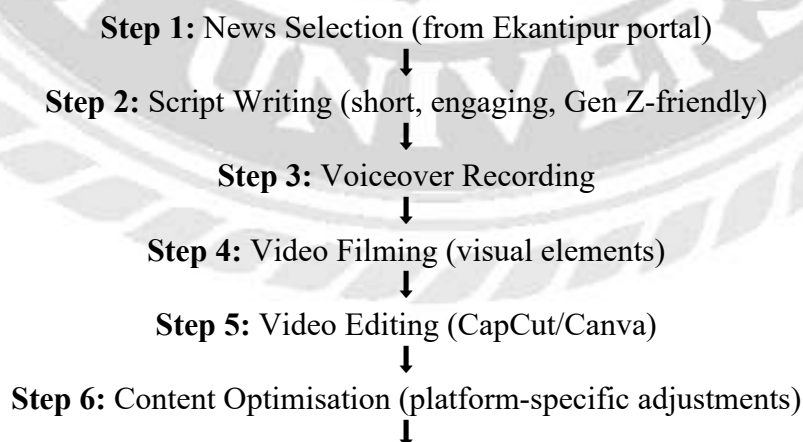 Step 1: News Selection (from Ekantipur portal)
Step 2: Script Writing (short, engaging, Gen Z-friendly)
Step 3: Voiceover Recording
Step 4: Video Filming (visual elements)
Step 5: Video Editing (CapCut/Canva)
Step 6: Content Optimisation (platform-specific adjustments)